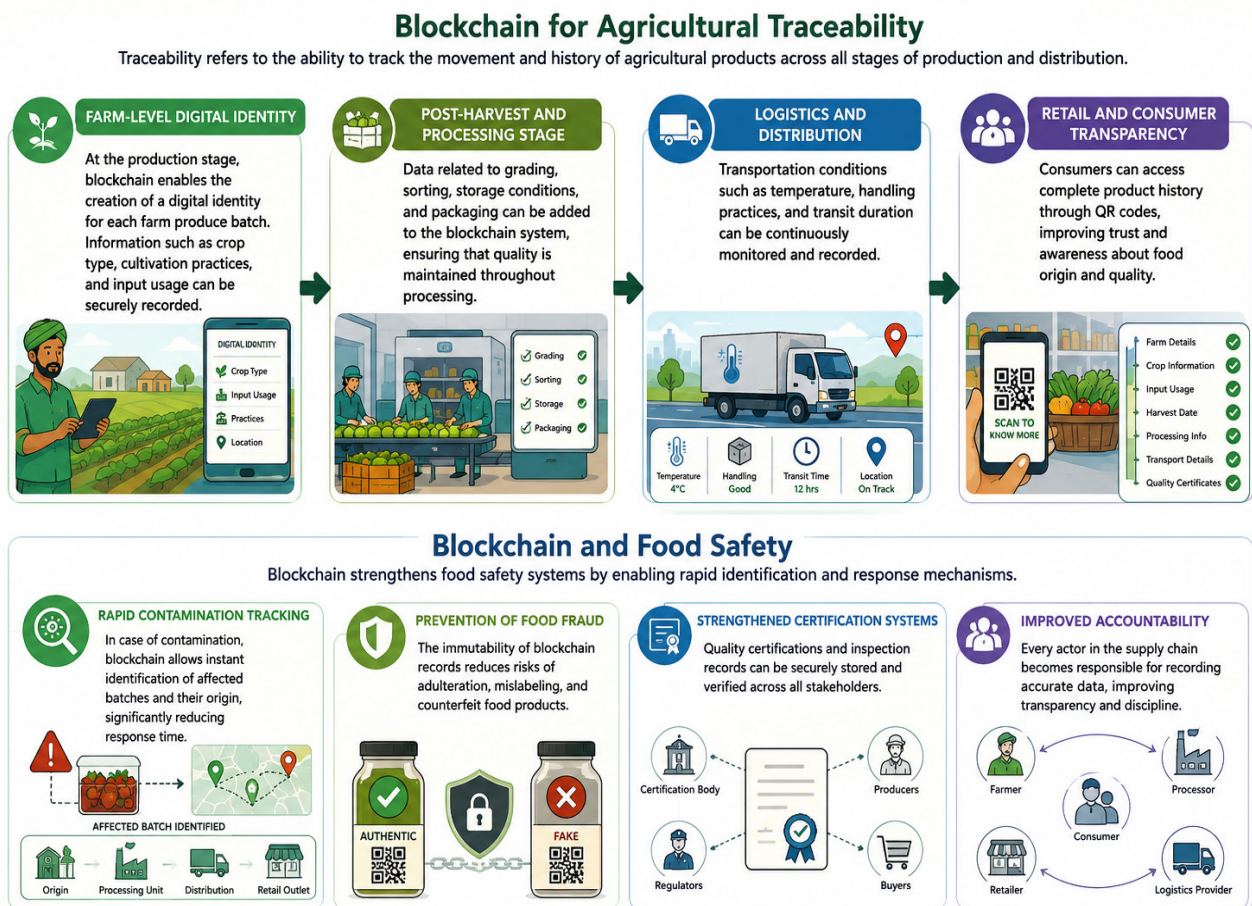 Blockchain for Agricultural Traceability
Traceability refers to the ability to track the movement and history of agricultural products across all stages of production and distribution.
FARM-LEVEL DIGITAL IDENTITY
At the production stage,
blockchain enables the
creation of a digital identity
for each farm produce batch.
Information such as crop
type, cultivation practices,
and input usage can be
securely recorded.
DIGITAL IDENTITY
Crop Type
Input Usage
Practices
Location
POST-HARVEST AND
PROCESSING STAGE
Data related to grading,
sorting, storage conditions,
and packaging can be added
to the blockchain system,
ensuring that quality is
maintained throughout
processing.
Grading
Sorting
Storage
Packaging
LOGISTICS AND
DISTRIBUTION
Transportation conditions
such as temperature, handling
practices, and transit duration
can be continuously
monitored and recorded.
Temperature
4°C
Handling
Good
Transit Time
12 hrs
Location
On Track
RETAIL AND CONSUMER
TRANSPARENCY
Consumers can access
complete product history
through QR codes,
improving trust and
awareness about food
origin and quality.
SCAN TO
KNOW MORE
Farm Details
Crop Information
Input Usage
Harvest Date
Processing Info
Transport Details
Quality Certificates
Blockchain and Food Safety
Blockchain strengthens food safety systems by enabling rapid identification and response mechanisms.
RAPID CONTAMINATION TRACKING
In case of contamination,
blockchain allows instant
identification of affected
batches and their origin,
significantly reducing
response time.
AFFECTED BATCH IDENTIFIED
Origin
Processing Unit
Distribution
Retail Outlet
PREVENTION OF FOOD FRAUD
The immutability of blockchain
records reduces risks of
adulteration, mislabeling, and
counterfeit food products.
AUTHENTIC
FAKE
STRENGTHENED CERTIFICATION SYSTEMS
Quality certifications and inspection
records can be securely stored and
verified across all stakeholders.
Certification Body
Producers
Regulators
Buyers
IMPROVED ACCOUNTABILITY
Every actor in the supply chain
becomes responsible for recording
accurate data, improving
transparency and discipline.
Farmer
Processor
Consumer
Retailer
Logistics Provider